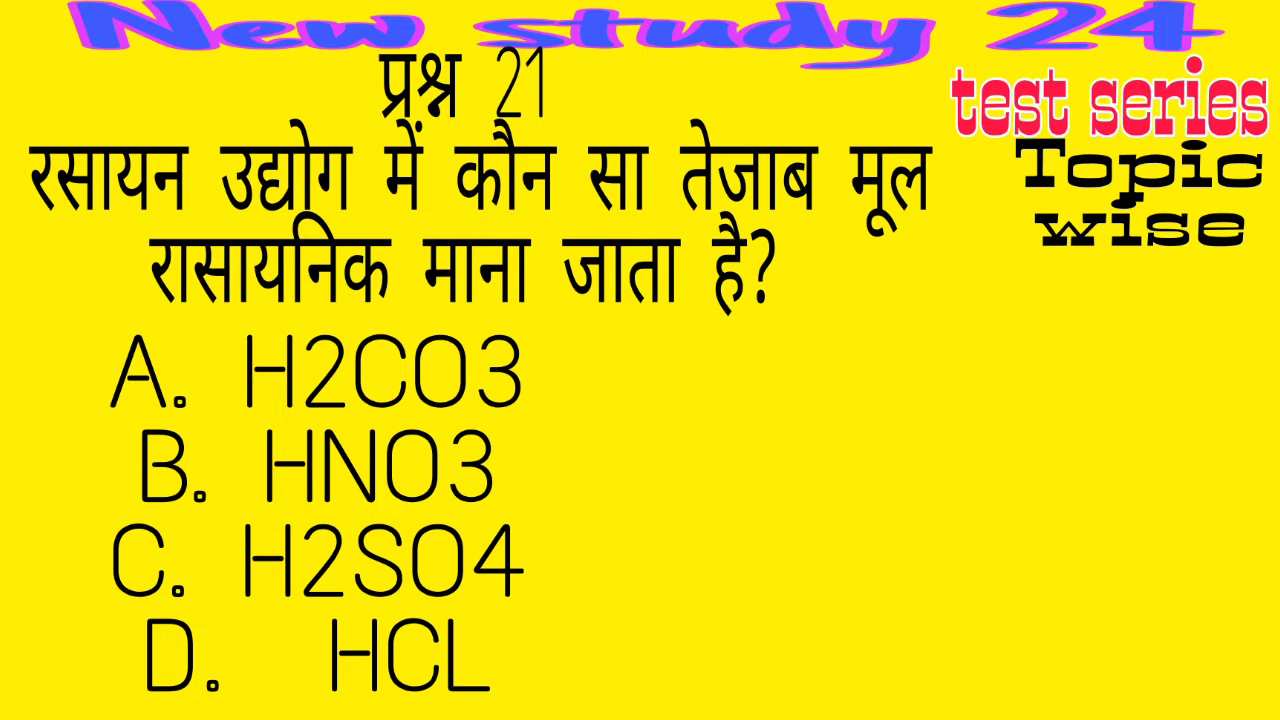 New study 24
test series
Topic
wise
प्रश्न 21
रसायन उद्योग में कौन सा तेजाब मूल
रासायनिक माना जाता है?
A. H2CO3
B. HNO3
C. H2SO4
D. HCL